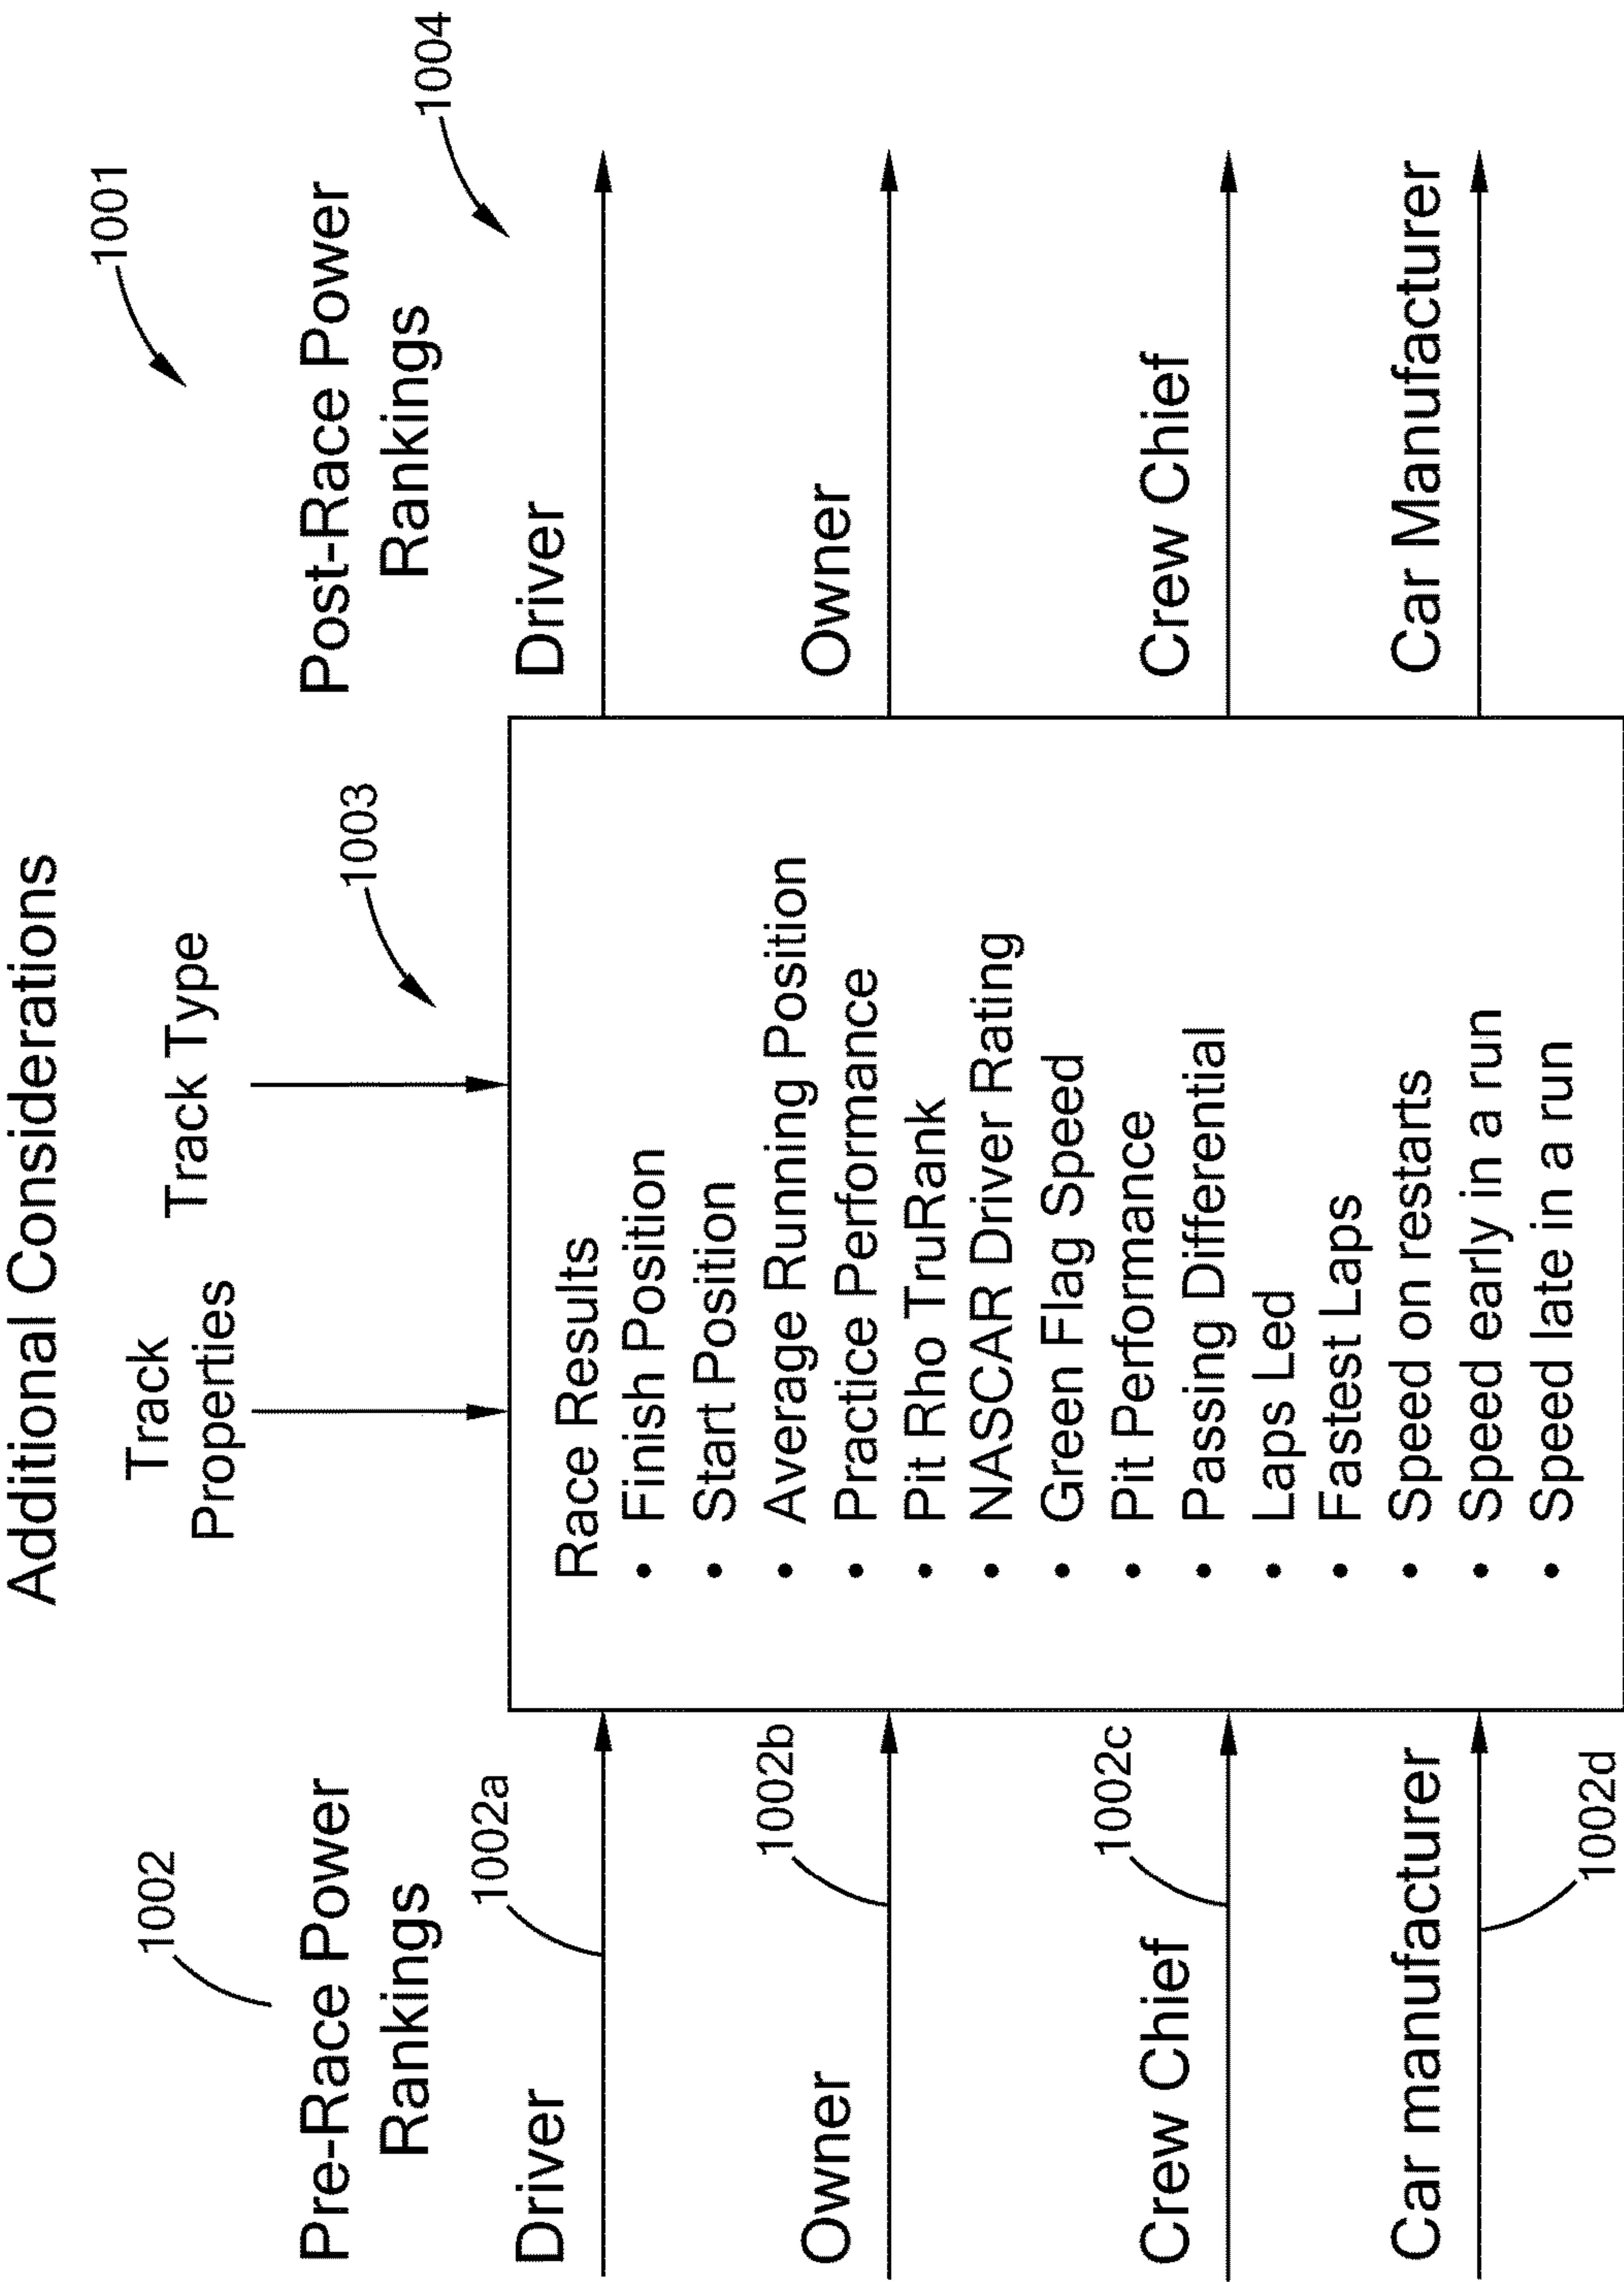 Additional Considerations
1001
Track
Properties
Track Type
1002
Pre-Race Power
Rankings
1003
Post-Race Power
Rankings
1004
Driver
1002a
Owner
1002b
Crew Chief
1002c
Car manufacturer
1002d
Race Results
• Finish Position
• Start Position
• Average Running Position
• Practice Performance
• Pit Rho TruRank
• NASCAR Driver Rating
• Green Flag Speed
• Pit Performance
• Passing Differential
• Laps Led
• Fastest Laps
• Speed on restarts
• Speed early in a run
• Speed late in a run
Driver
Owner
Crew Chief
Car Manufacturer